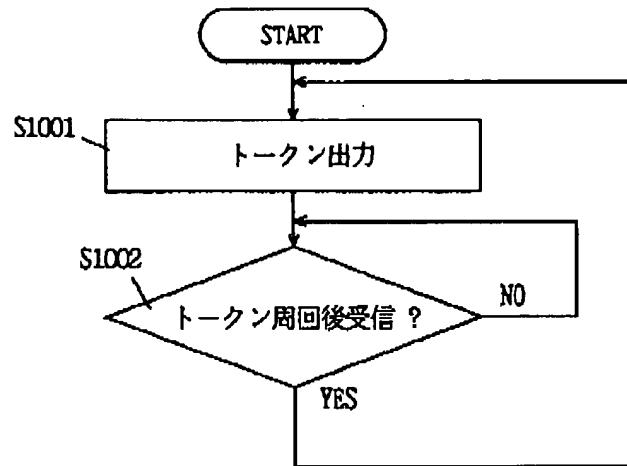 START
S1001
トークン出力
S1002
トークン周回後受信 ?
NO
YES